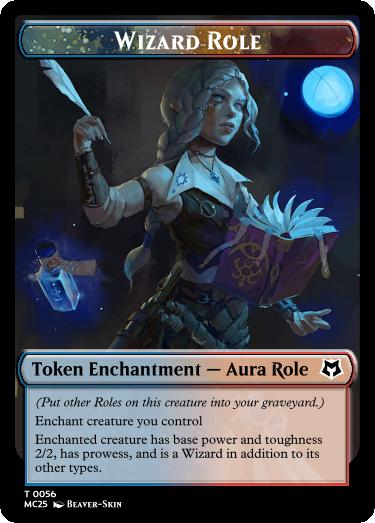 Wizard Role
Token Enchantment — Aura Role
(Put other Roles on this creature into your graveyard.)
Enchant creature you control
Enchanted creature has base power and toughness
2/2, has prowess, and is a Wizard in addition to its
other types.
T 0056
MC25 Beaver-Skin